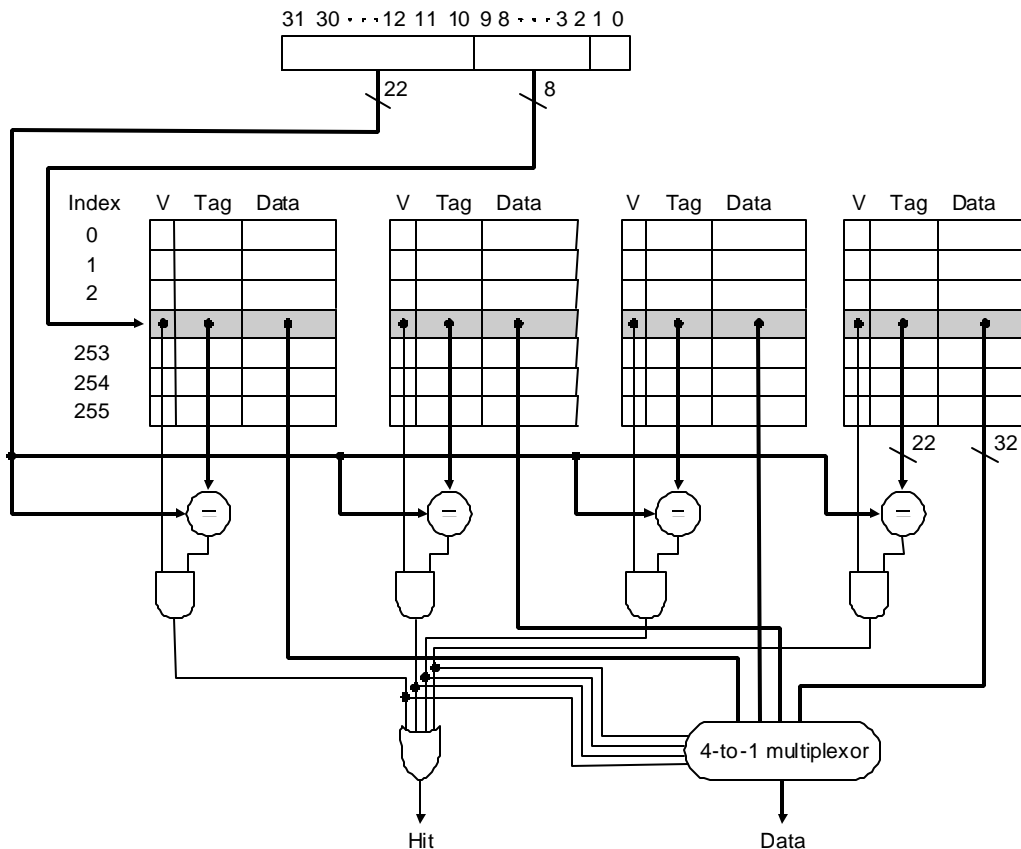 31 30 ···· 12 11 10 9 8 ···· 3 2 1 0
22
8
Index V Tag Data V Tag Data V Tag Data V Tag Data
0
1
2
253
254
255
22 32
= = = =
4-to-1 multiplexor
Hit Data